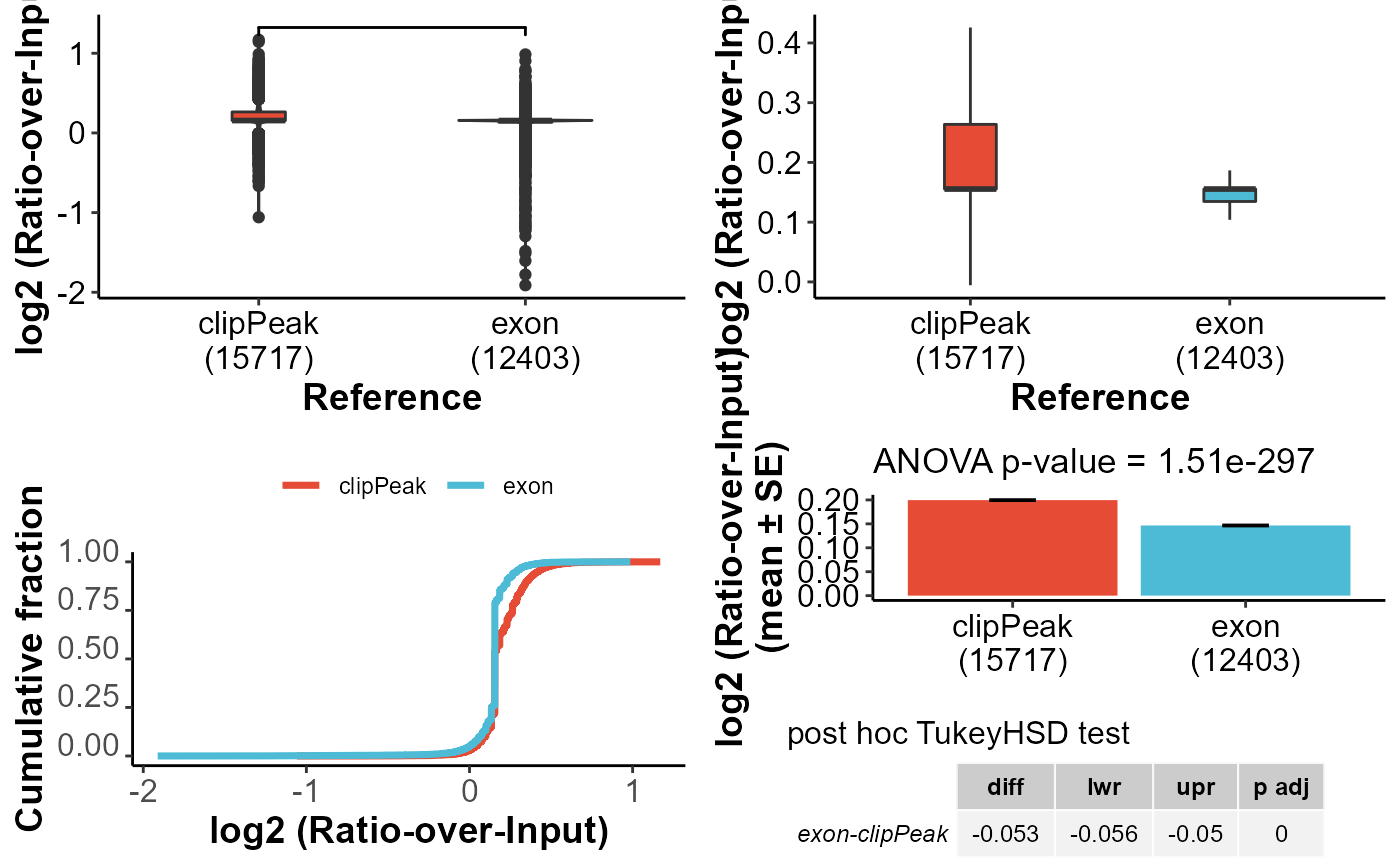 log2 (Ratio-over-Inpu
1
0
-1
-2
clipPeak
(15717)
exon
(12403)
Reference
log2 (Ratio-over-Inpu
0.4
0.3
0.2
0.1
0.0
clipPeak
(15717)
exon
(12403)
Reference
clipPeak exon
Cumulative fraction
1.00
0.75
0.50
0.25
0.00
-2 -1 0 1
log2 (Ratio-over-Input)
ANOVA p-value = 1.51e-297
log2 (Ratio-over-Input)
(mean ± SE)
0.20
0.15
0.10
0.05
0.00
clipPeak
(15717)
exon
(12403)
post hoc TukeyHSD test
diff lwr upr p adj
exon-clipPeak -0.053 -0.056 -0.05 0